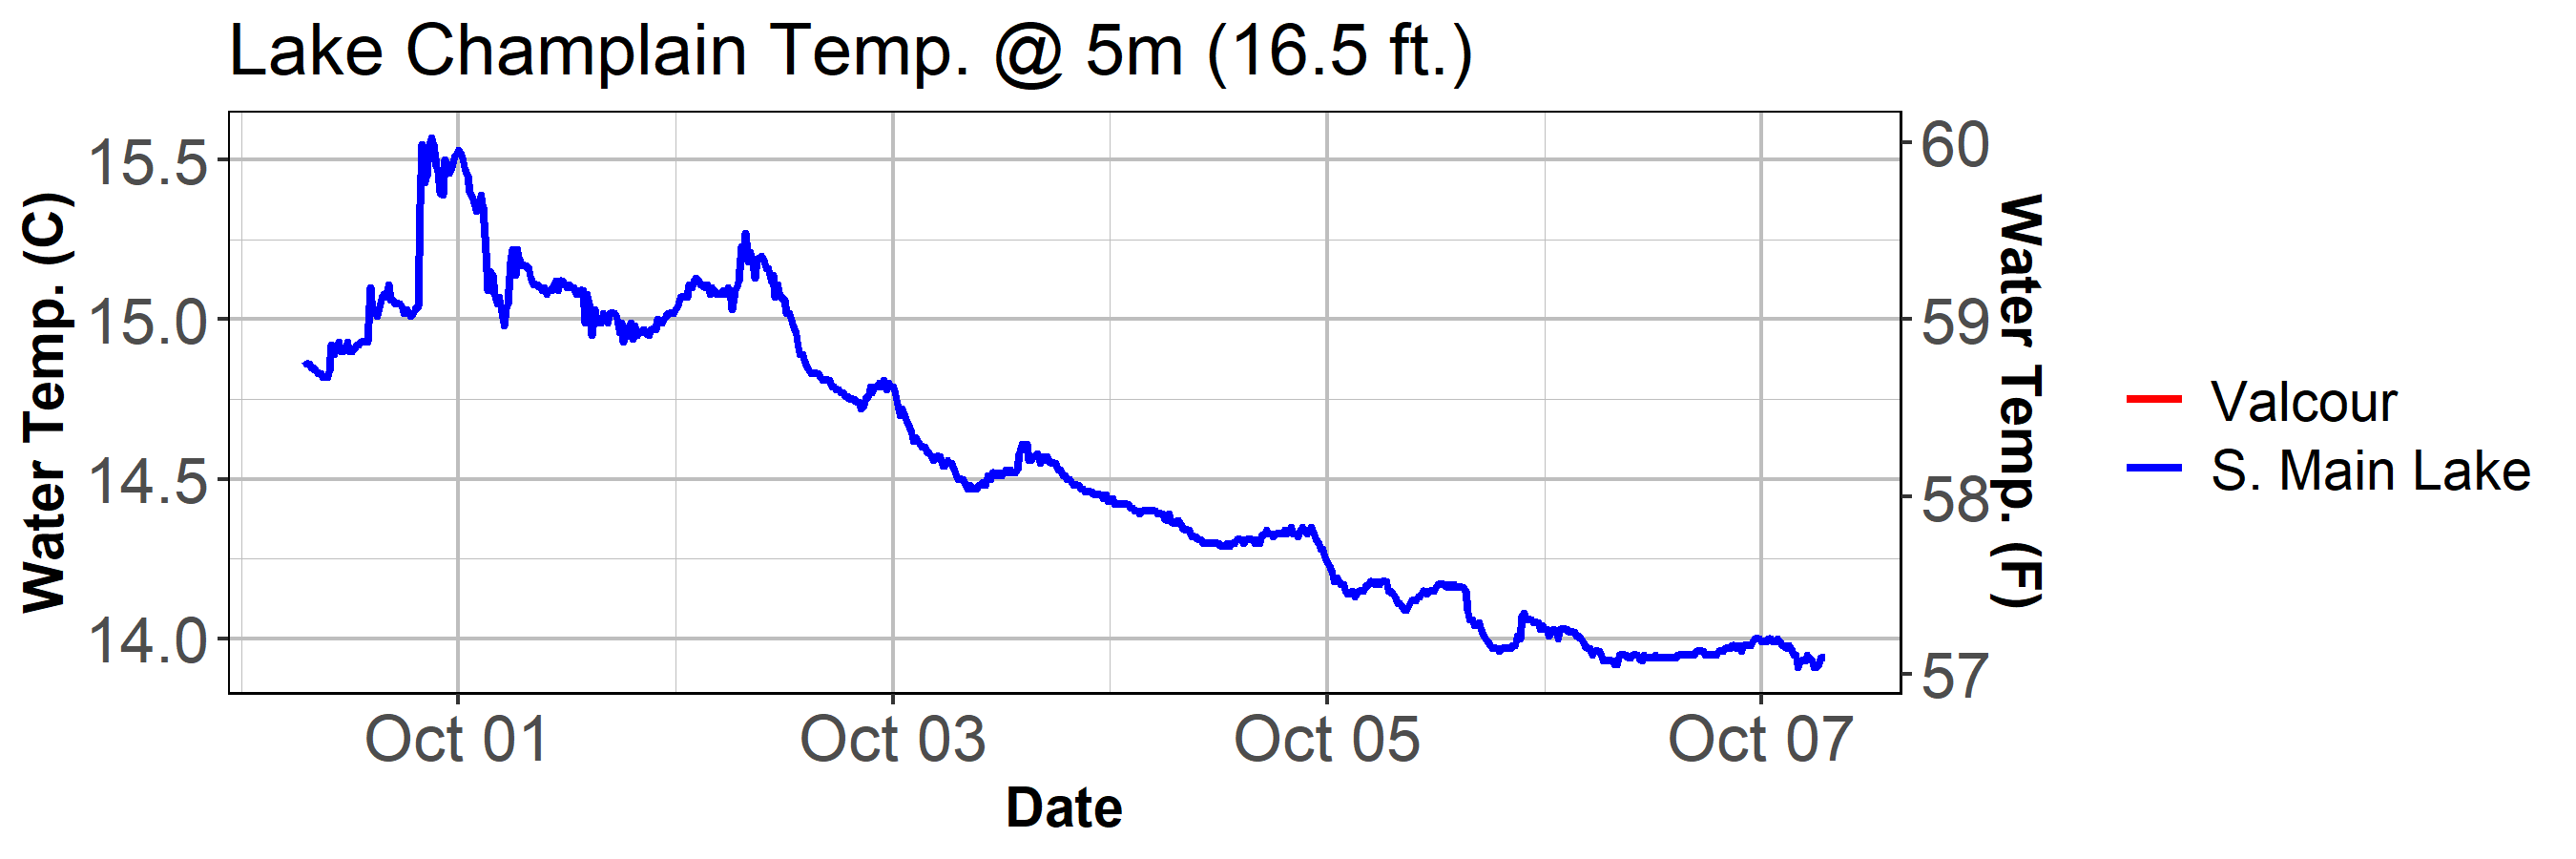 Lake Champlain Temp. @ 5m (16.5 ft.)
Water Temp. (C)
15.5
15.0
14.5
14.0
60
59
58
57
Water Temp. (F)
Oct 01
Oct 03
Oct 05
Oct 07
Date
Valcour
S. Main Lake